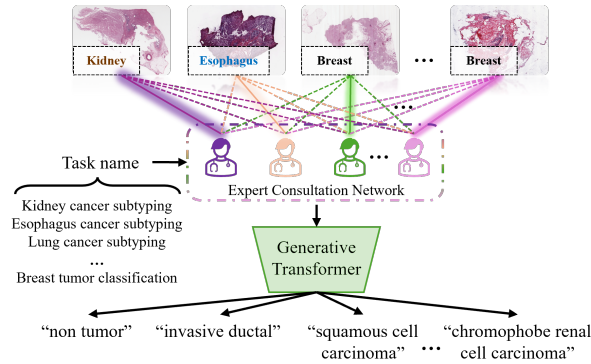 Kidney
Esophagus
Breast
...
Breast
...
Task name
Kidney cancer subtyping
Esophagus cancer subtyping
Lung cancer subtyping
...
Breast tumor classification
...
Expert Consultation Network
Generative
Transformer
“non tumor”
“invasive ductal”
“squamous cell
carcinoma”
...
“chromophobe renal
cell carcinoma”